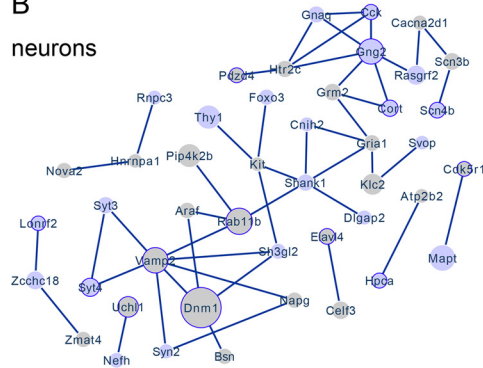 B
neurons
Gnaq
Cck
Cacna2d1
Gng2
Scn3b
Pdzd4
Htr2c
Rasgrf2
Grm2
Cort
Scn4b
Rnpc3
Foxo3
Thy1
Cnih2
Gria1
Svop
Pip4k2b
Hnrnpa1
Nova2
Kit
Shank1
Klc2
Cdk5r1
Atp2b2
Syt3
Araf
Rab11b
Dlgap2
Lonrf2
Elavl4
Vamp2
Sh3gl2
Mapt
Zcchc18
Syt4
Hpca
Uchl1
Dnm1
Napg
Celf3
Zmat4
Nefh
Syn2
Bsn